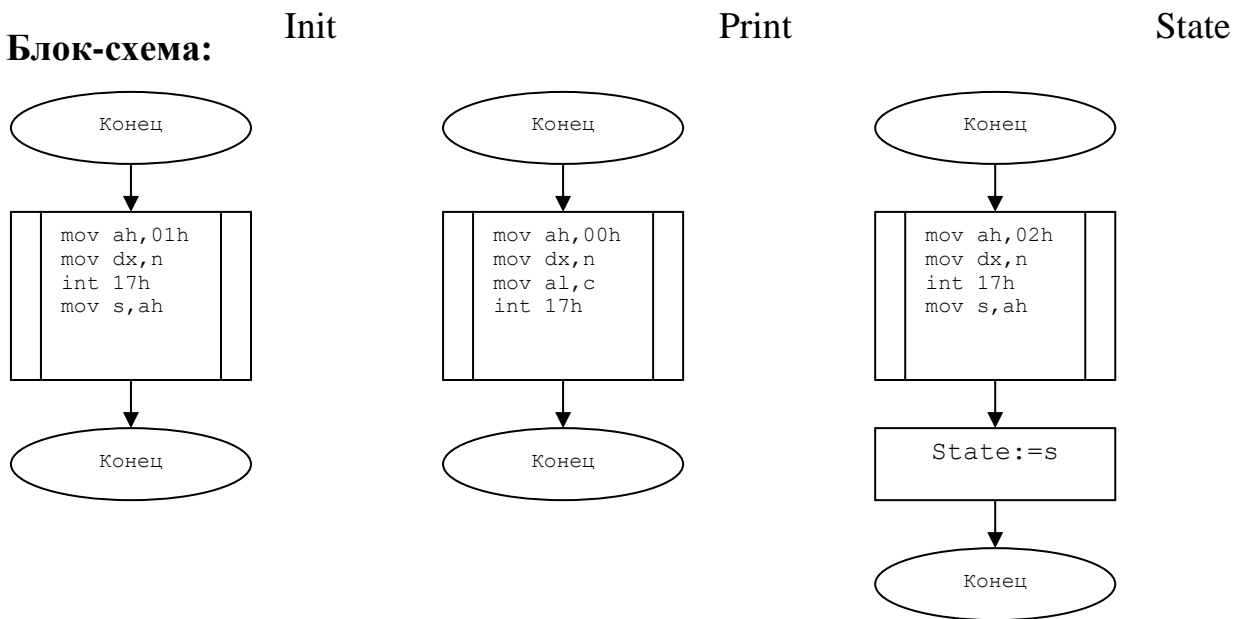 Init
Print
State
Блок-схема:
Конец
mov ah,01h
mov dx,n
int 17h
mov s,ah
Конец
Конец
mov ah,00h
mov dx,n
mov al,c
int 17h
Конец
Конец
mov ah,02h
mov dx,n
int 17h
mov s,ah
State:=s
Конец